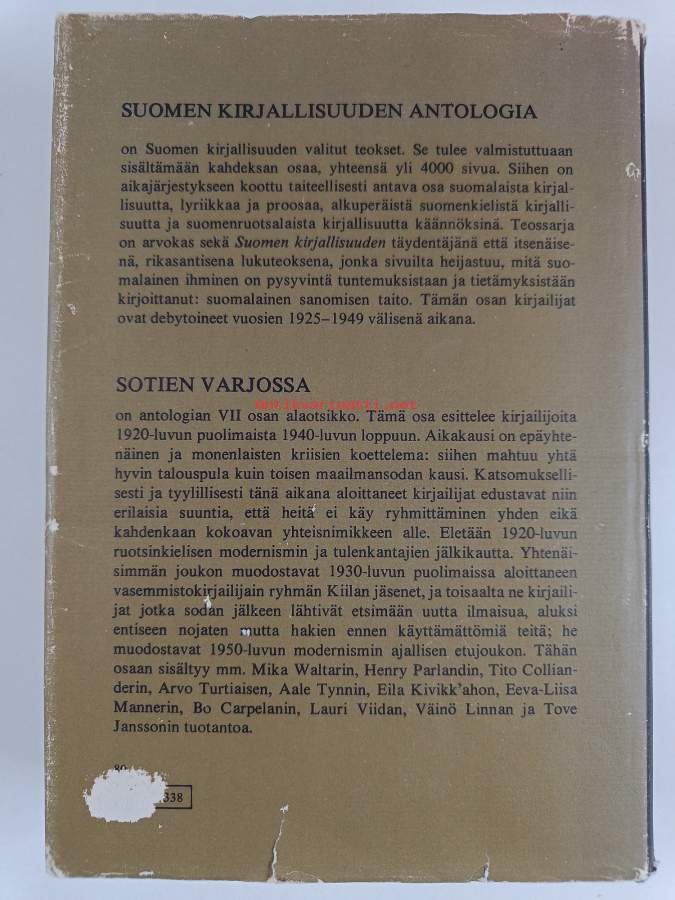 SUOMEN KIRJALLISUUDEN ANTOLOGIA
on Suomen kirjallisuuden valitut teokset. Se tulee valmistuttuaan
sisältämään kahdeksan osaa, yhteensä yli 4000 sivua. Siihen on
aikajärjestykseen koottu taiteellisesti antava osa suomalaista kirjal-
lisuutta, lyriikkaa ja proosaa, alkuperäistä suomenkielistä kirjalli-
suutta ja suomenruotsalaista kirjallisuutta käännöksinä. Teossarja
on arvokas sekä Suomen kirjallisuuden täydentäjänä että itsenäise-
nä, rikasantisena lukuteoksena, jonka sivuilta heijastuu, mitä suo-
malainen ihminen on pysyvintä tuntemuksistaan ja tietämyksistään
kirjoittanut: suomalainen sanomisen taito. Tämän osan kirjailijat
ovat debytoineet vuosien 1925–1949 välisenä aikana.
SOTIEN VARJOSSA
antikvariaatti.net
on antologian VII osan alaotsikko. Tämä osa esittelee kirjailijoita
1920-luvun puolimaista 1940-luvun loppuun. Aikakausi on epäyhte-
näinen ja monenlaisten kriisien koettelema: siihen mahtuu yhtä
hyvin talouspula kuin toisen maailmansodan kausi. Katsomukselli-
sesti ja tyylillisesti tänä aikana aloittaneet kirjailijat edustavat niin
erilaisia suuntia, että heitä ei käy ryhmittäminen yhden eikä
kahdenkaan kokoavan yhteisnimikkeen alle. Eletään 1920-luvun
ruotsinkielisen modernismin ja tulenkantajien jälkikautta. Yhtenäi-
simmän joukon muodostavat 1930-luvun puolimaissa aloittaneen
vasemmistokirjailijain ryhmän Kiilan jäsenet, ja toisaalta ne kirjaili-
jat jotka sodan jälkeen lähtivät etsimään uutta ilmaisua, aluksi
entiseen nojaten mutta hakien ennen käyttämättömiä teitä; he
muodostavat 1950-luvun modernismin ajallisen etujoukon. Tähän
osaan sisältyy mm. Mika Waltarin, Henry Parlandin, Tito Collian-
derin, Arvo Turtiaisen, Aale Tynnin, Eila Kivikk'ahon, Eeva-Liisa
Mannerin, Bo Carpelanin, Lauri Viidan, Väinö Linnan ja Tove
Janssonin tuotantoa.
338